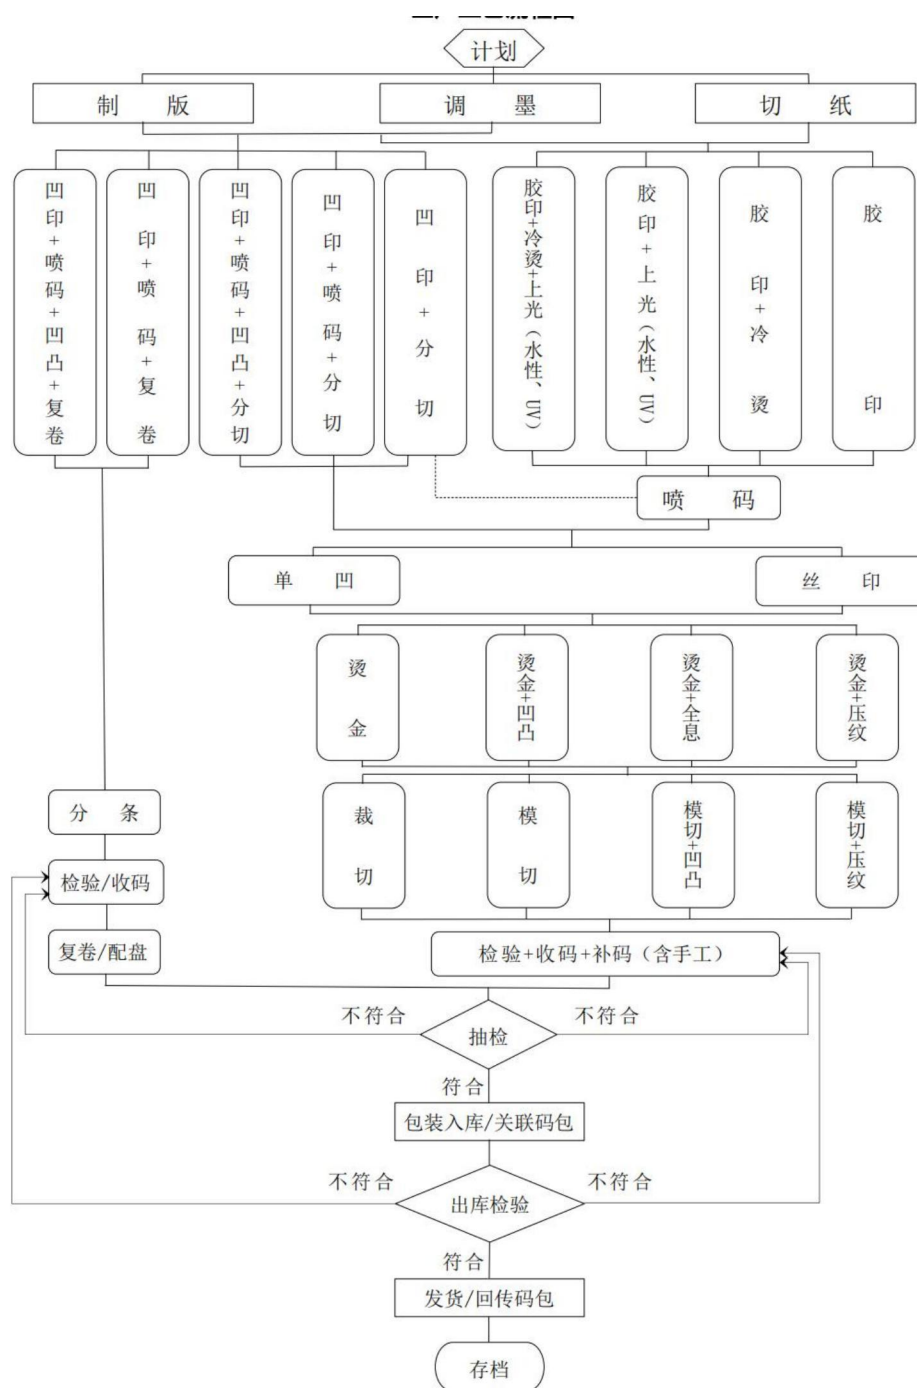 计划
制 版
调 墨
切 纸
凹印+喷码+凹凸+复卷
凹印+喷码+复卷
凹印+喷码+凹凸+分切
凹印+喷码+分切
凹印+分切
胶印+冷烫+上光（水性、UV）
胶印+上光（水性、UV）
胶印+冷烫
胶印
喷 码
单 凹
丝 印
烫金
烫金+凹凸
烫金+全息
烫金+压纹
裁切
模切
模切+凹凸
模切+压纹
分 条
检验/收码
复卷/配盘
检验+收码+补码（含手工）
不符合
不符合
抽检
符合
包装入库/关联码包
不符合
不符合
出库检验
符合
发货/回传码包
存档